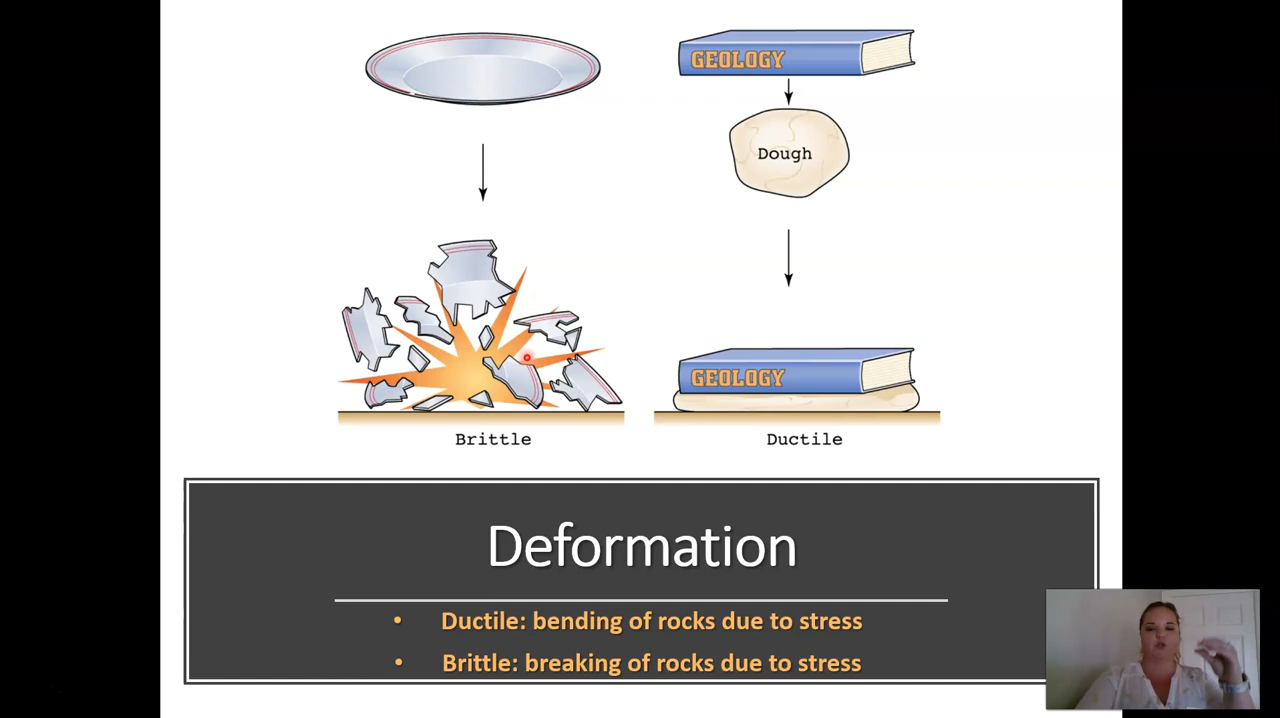 GEOLOGY
Dough
GEOLOGY
Brittle
Ductile
Deformation
• Ductile: bending of rocks due to stress
• Brittle: breaking of rocks due to stress